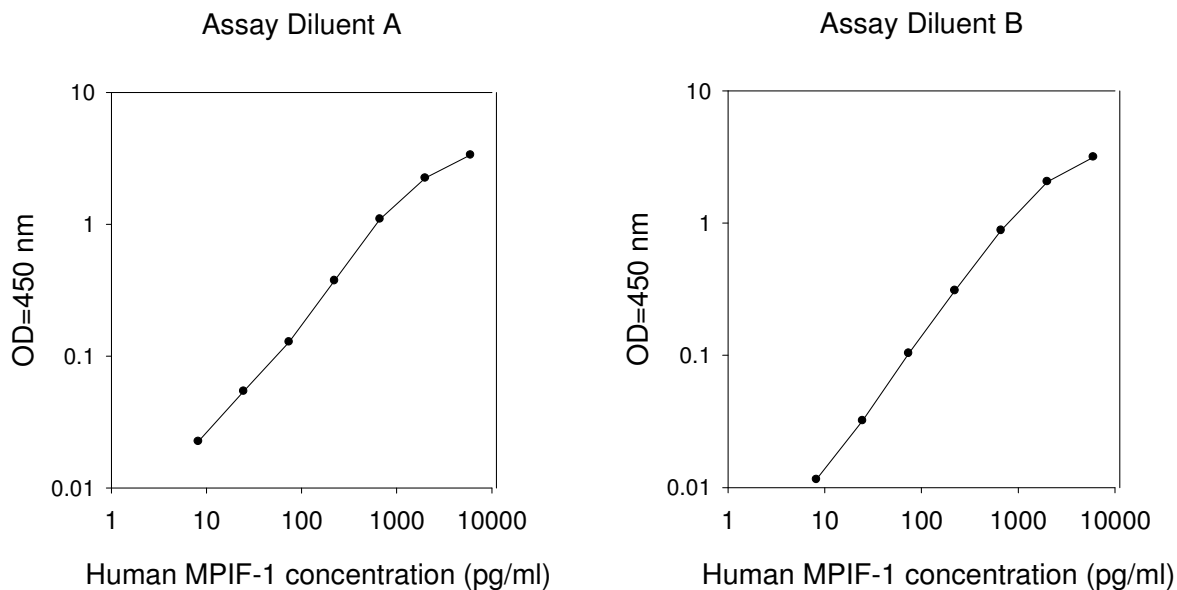 Assay Diluent A
10
1
0.1
0.01
OD=450 nm
1 10 100 1000 10000
Human MPIF-1 concentration (pg/ml)
Assay Diluent B
10
1
0.1
0.01
OD=450 nm
1 10 100 1000 10000
Human MPIF-1 concentration (pg/ml)